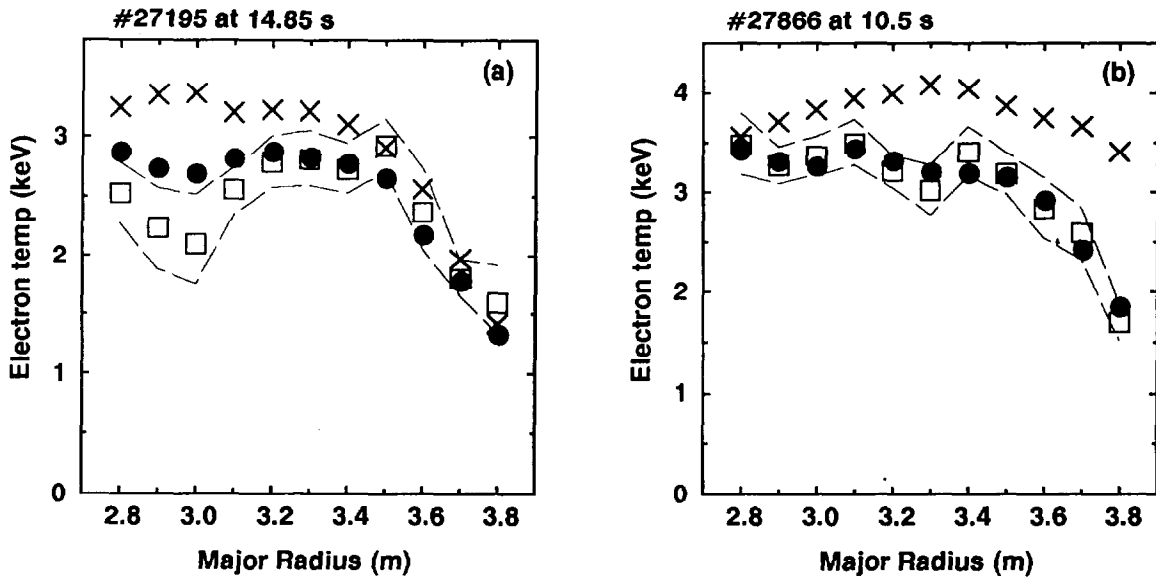 #27195 at 14.85 s
(a)
Electron temp (keV)
3
2
1
0
2.8 3.0 3.2 3.4 3.6 3.8
Major Radius (m)
#27866 at 10.5 s
(b)
Electron temp (keV)
4
3
2
1
0
2.8 3.0 3.2 3.4 3.6 3.8
Major Radius (m)